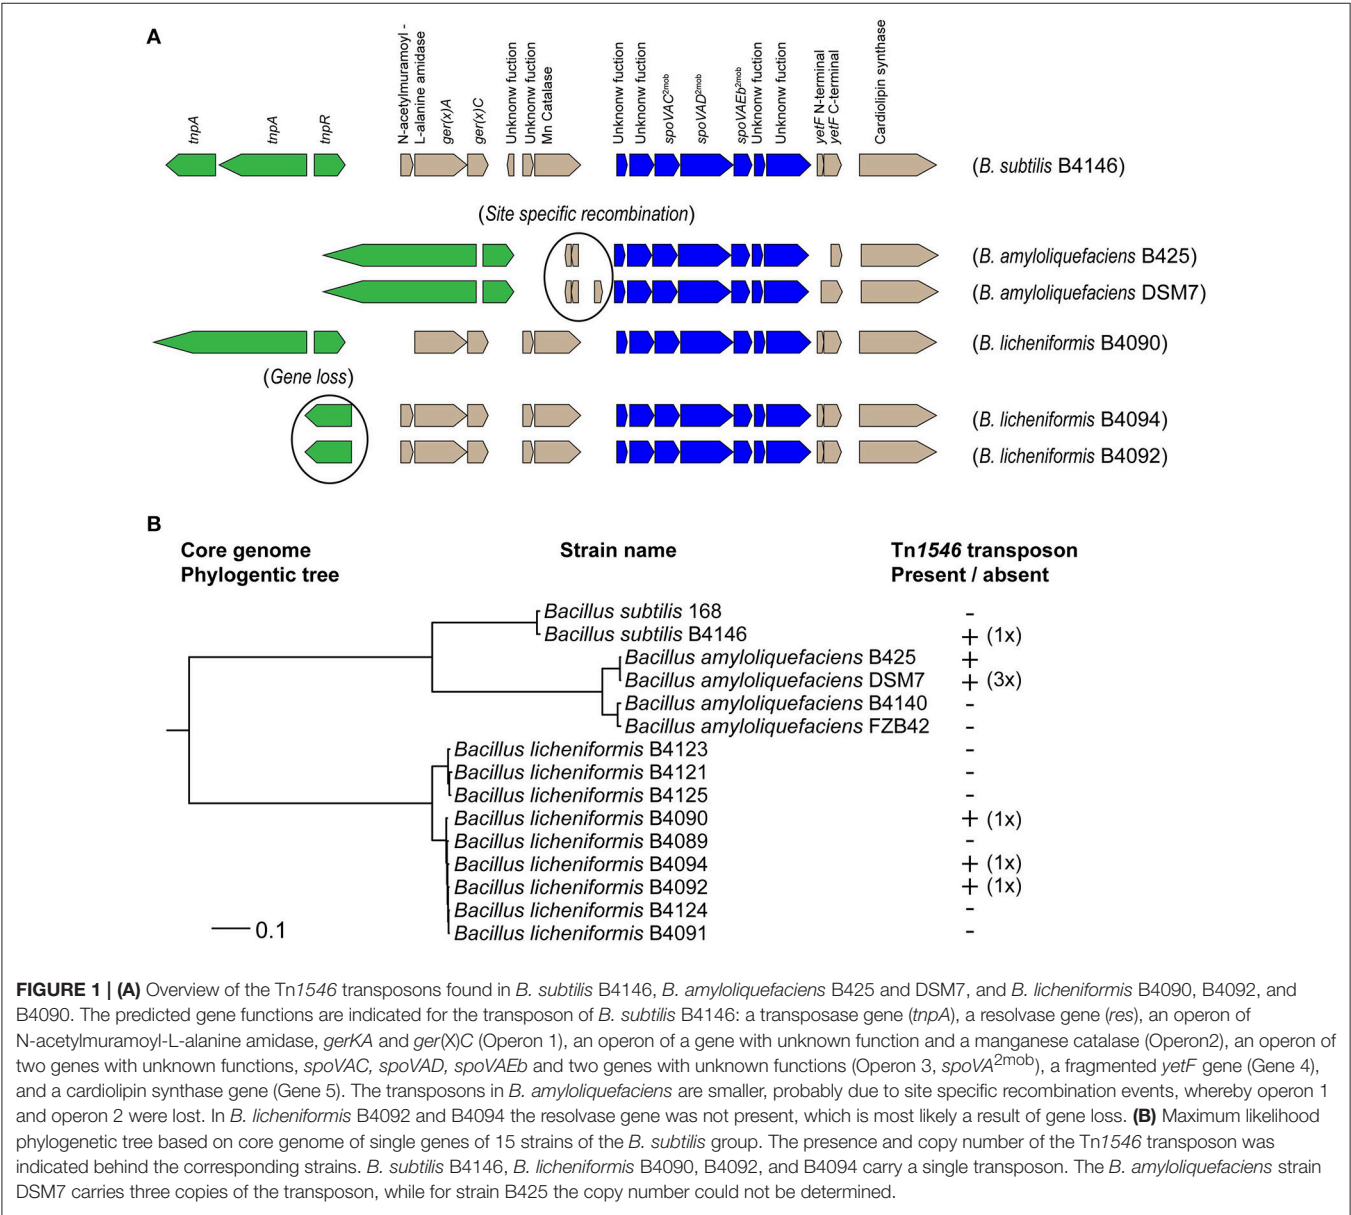 A
tnpA
tnpA
tnpR
N-acetylmuramoyl -
L-alanine amidase
ger(x)A
ger(x)C
Unknonw fuction
Unknonw fuction
Mn Catalase
Unknonw fuction
Unknonw fuction
spoVAC2mob
spoVAD2mob
spoVAEb2mob
Unknonw fuction
Unknonw fuction
yetF N-terminal
yetF C-terminal
Cardiolipin synthase
(B. subtilis B4146)
(Site specific recombination)
(B. amyloliquefaciens B425)
(B. amyloliquefaciens DSM7)
(B. licheniformis B4090)
(Gene loss)
(B. licheniformis B4094)
(B. licheniformis B4092)
B
Core genome
Phylogentic tree
Strain name
Tn1546 transposon
Present / absent
Bacillus subtilis 168 -
Bacillus subtilis B4146 + (1x)
Bacillus amyloliquefaciens B425 +
Bacillus amyloliquefaciens DSM7 + (3x)
Bacillus amyloliquefaciens B4140 -
Bacillus amyloliquefaciens FZB42 -
Bacillus licheniformis B4123 -
Bacillus licheniformis B4121 -
Bacillus licheniformis B4125 -
Bacillus licheniformis B4090 + (1x)
Bacillus licheniformis B4089 -
Bacillus licheniformis B4094 + (1x)
Bacillus licheniformis B4092 + (1x)
Bacillus licheniformis B4124 -
Bacillus licheniformis B4091 -
0.1
FIGURE 1 | (A) Overview of the Tn1546 transposons found in B. subtilis B4146, B. amyloliquefaciens B425 and DSM7, and B. licheniformis B4090, B4092, and
B4090. The predicted gene functions are indicated for the transposon of B. subtilis B4146: a transposase gene (tnpA), a resolvase gene (res), an operon of
N-acetylmuramoyl-L-alanine amidase, gerKA and ger(X)C (Operon 1), an operon of a gene with unknown function and a manganese catalase (Operon2), an operon of
two genes with unknown functions, spoVAC, spoVAD, spoVAEb and two genes with unknown functions (Operon 3, spoVA2mob), a fragmented yetF gene (Gene 4),
and a cardiolipin synthase gene (Gene 5). The transposons in B. amyloliquefaciens are smaller, probably due to site specific recombination events, whereby operon 1
and operon 2 were lost. In B. licheniformis B4092 and B4094 the resolvase gene was not present, which is most likely a result of gene loss. (B) Maximum likelihood
phylogenetic tree based on core genome of single genes of 15 strains of the B. subtilis group. The presence and copy number of the Tn1546 transposon was
indicated behind the corresponding strains. B. subtilis B4146, B. licheniformis B4090, B4092, and B4094 carry a single transposon. The B. amyloliquefaciens strain
DSM7 carries three copies of the transposon, while for strain B425 the copy number could not be determined.